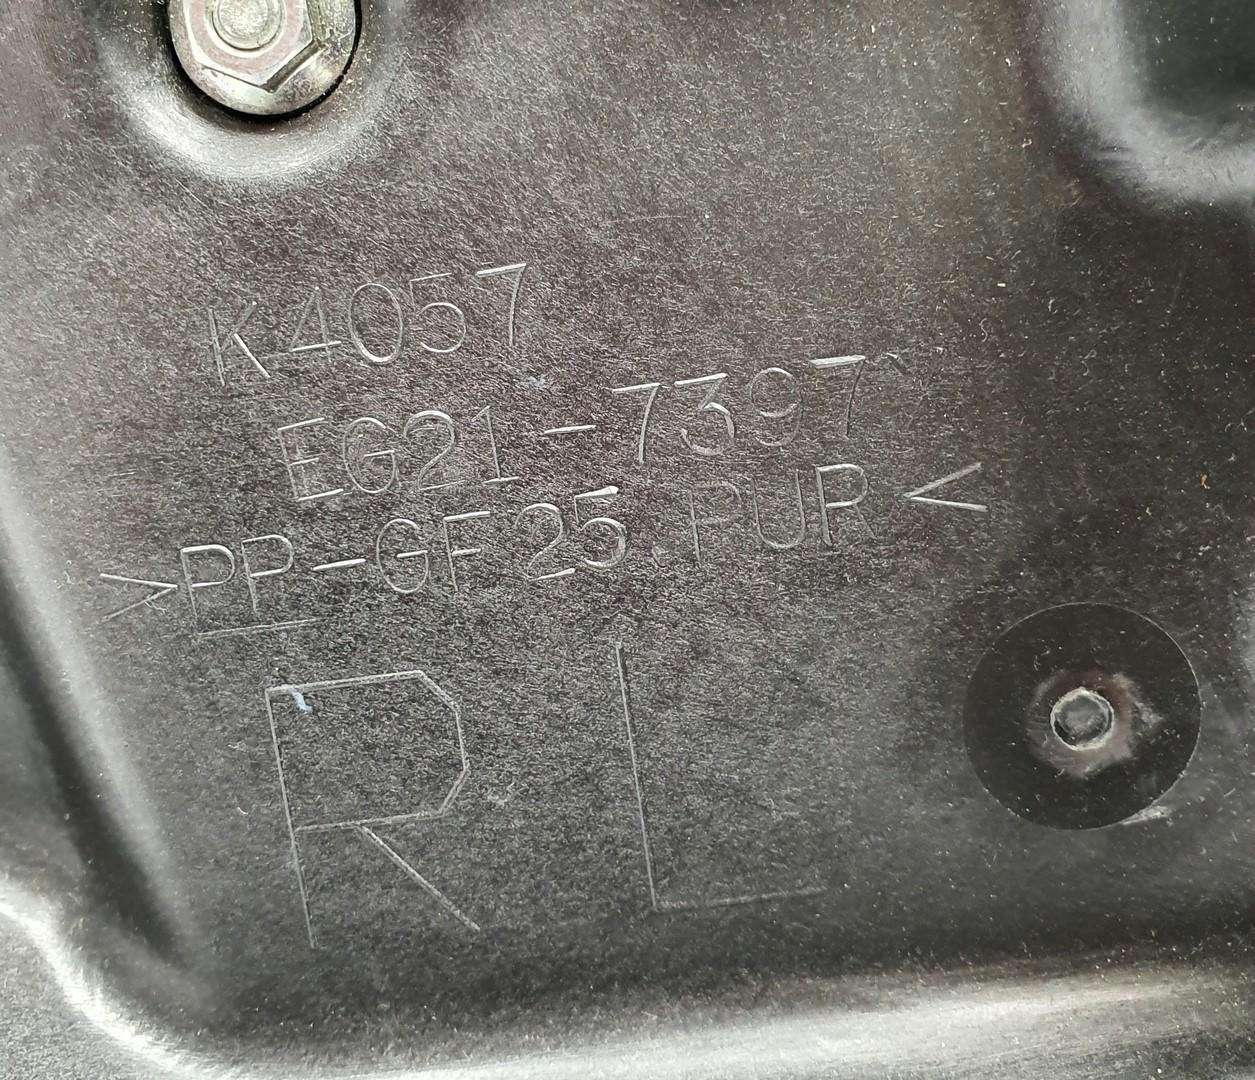 K4057
EG21-7397
>PP-GF25.PUR<
RL